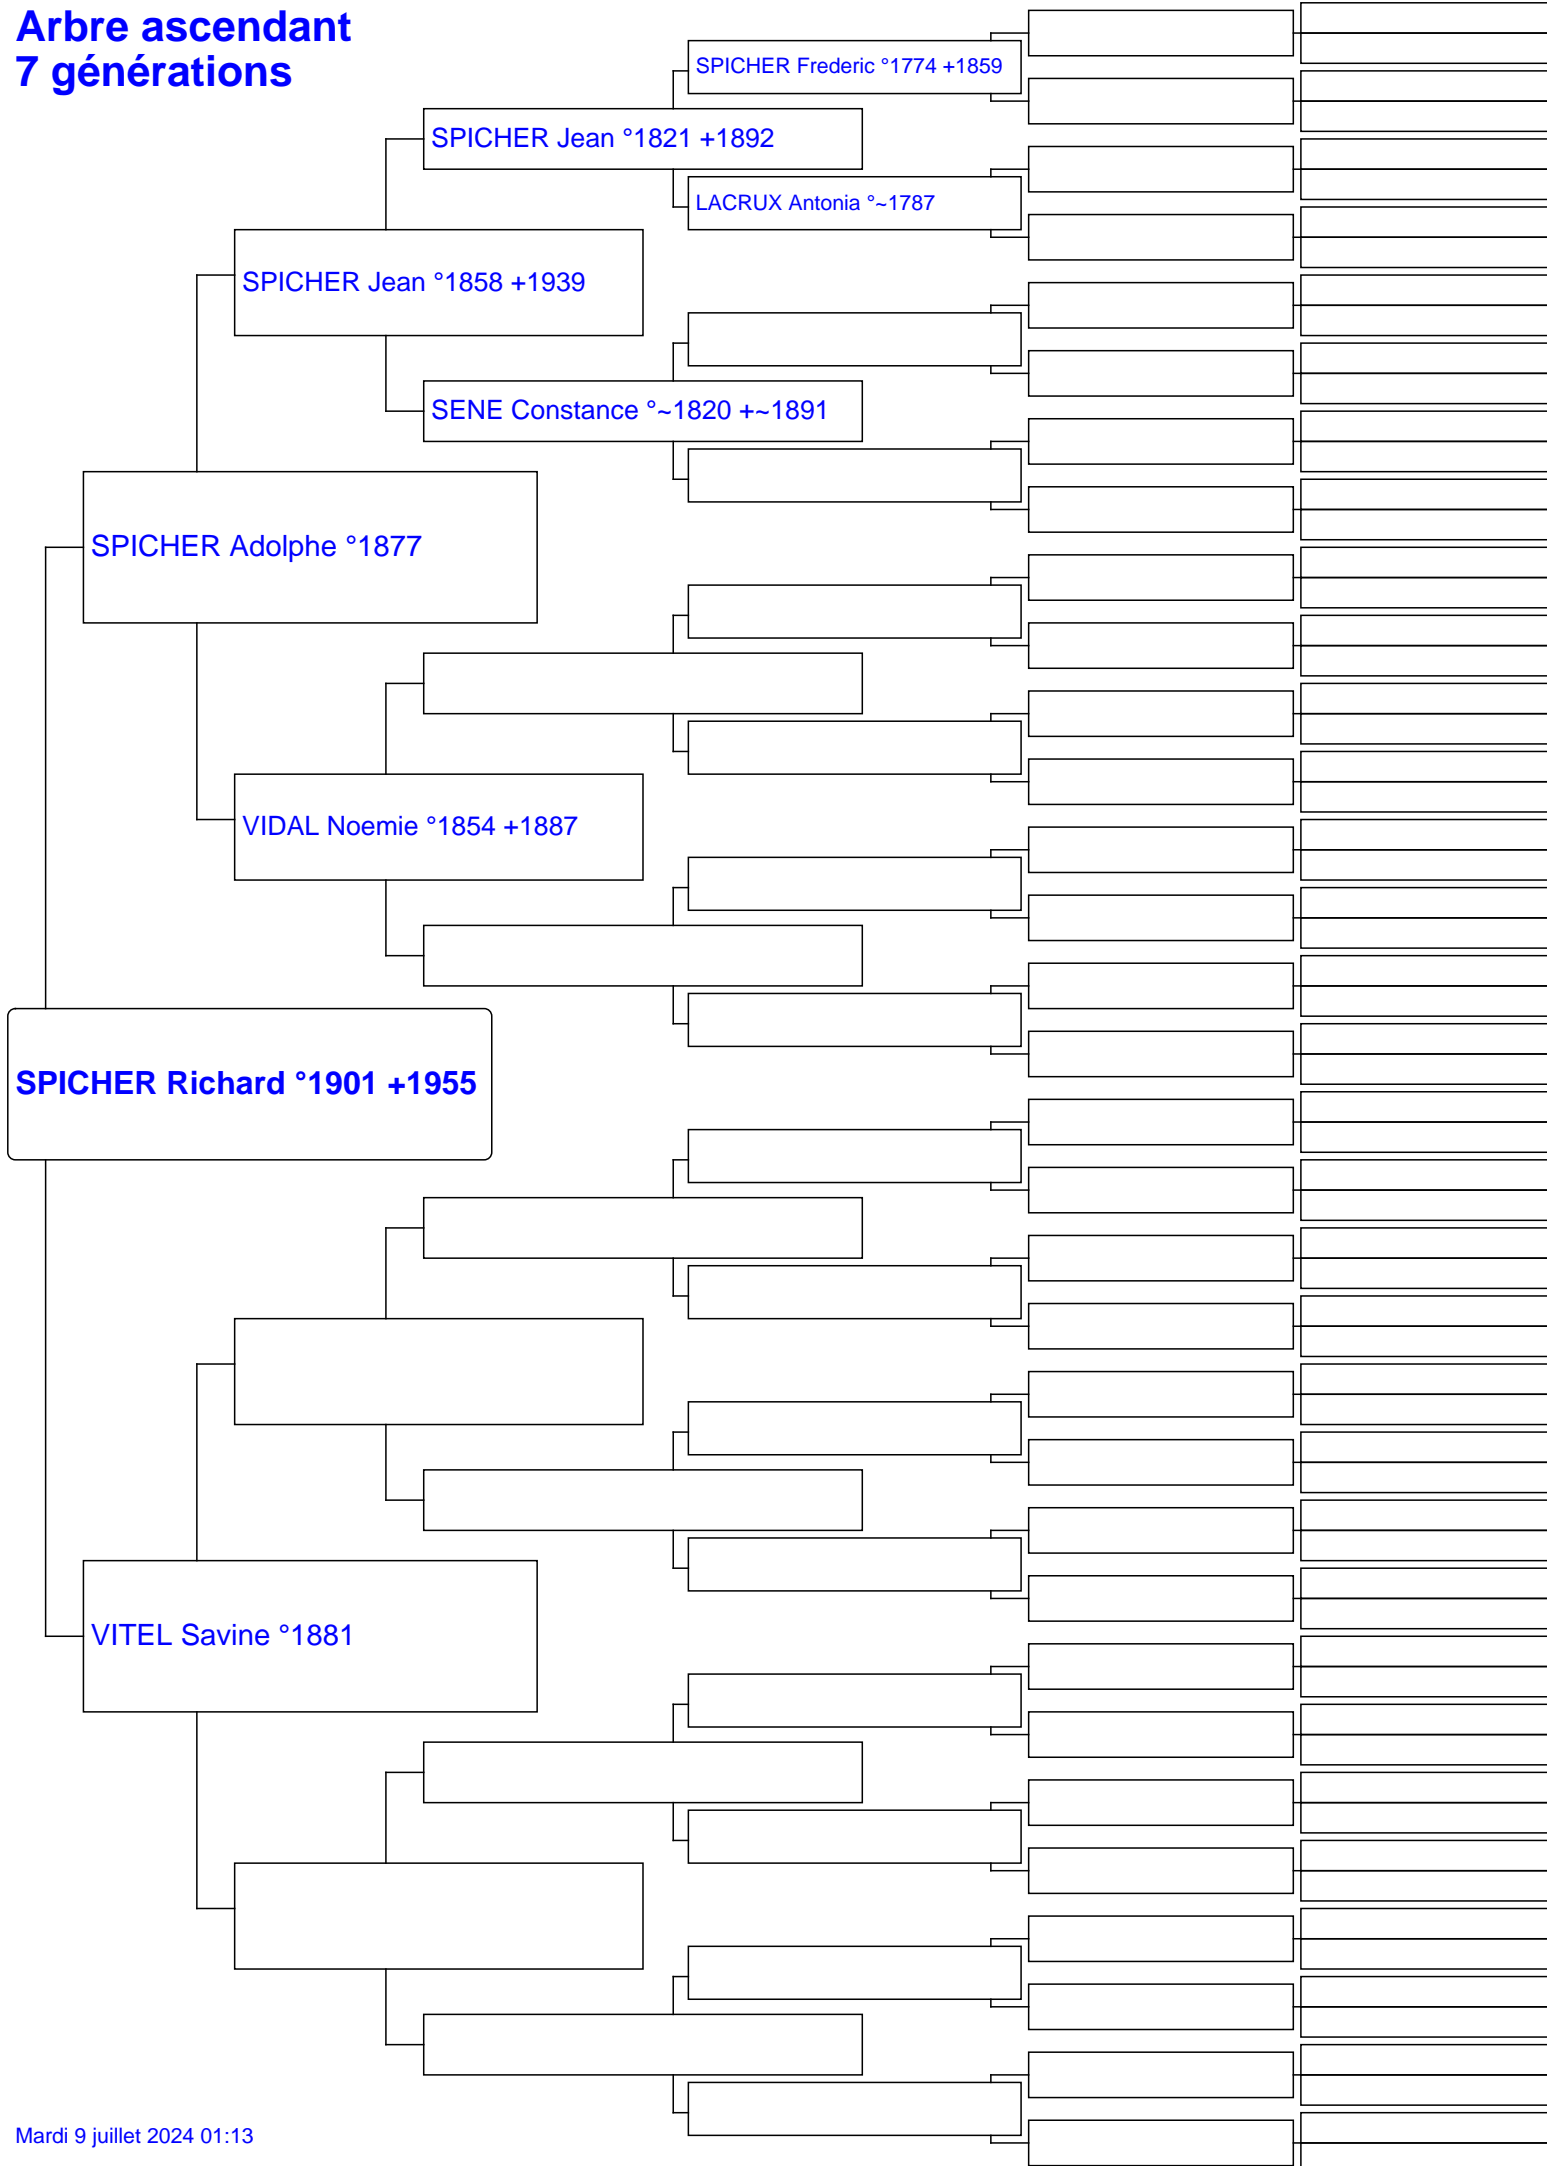 Arbre ascendant
7 générations
SPICHER Frederic °1774 +1859
SPICHER Jean °1821 +1892
LACRUX Antonia °~1787
SPICHER Jean °1858 +1939
SENE Constance °~1820 +~1891
SPICHER Adolphe °1877
VIDAL Noemie °1854 +1887
SPICHER Richard °1901 +1955
VITEL Savine °1881
Mardi 9 juillet 2024 01:13